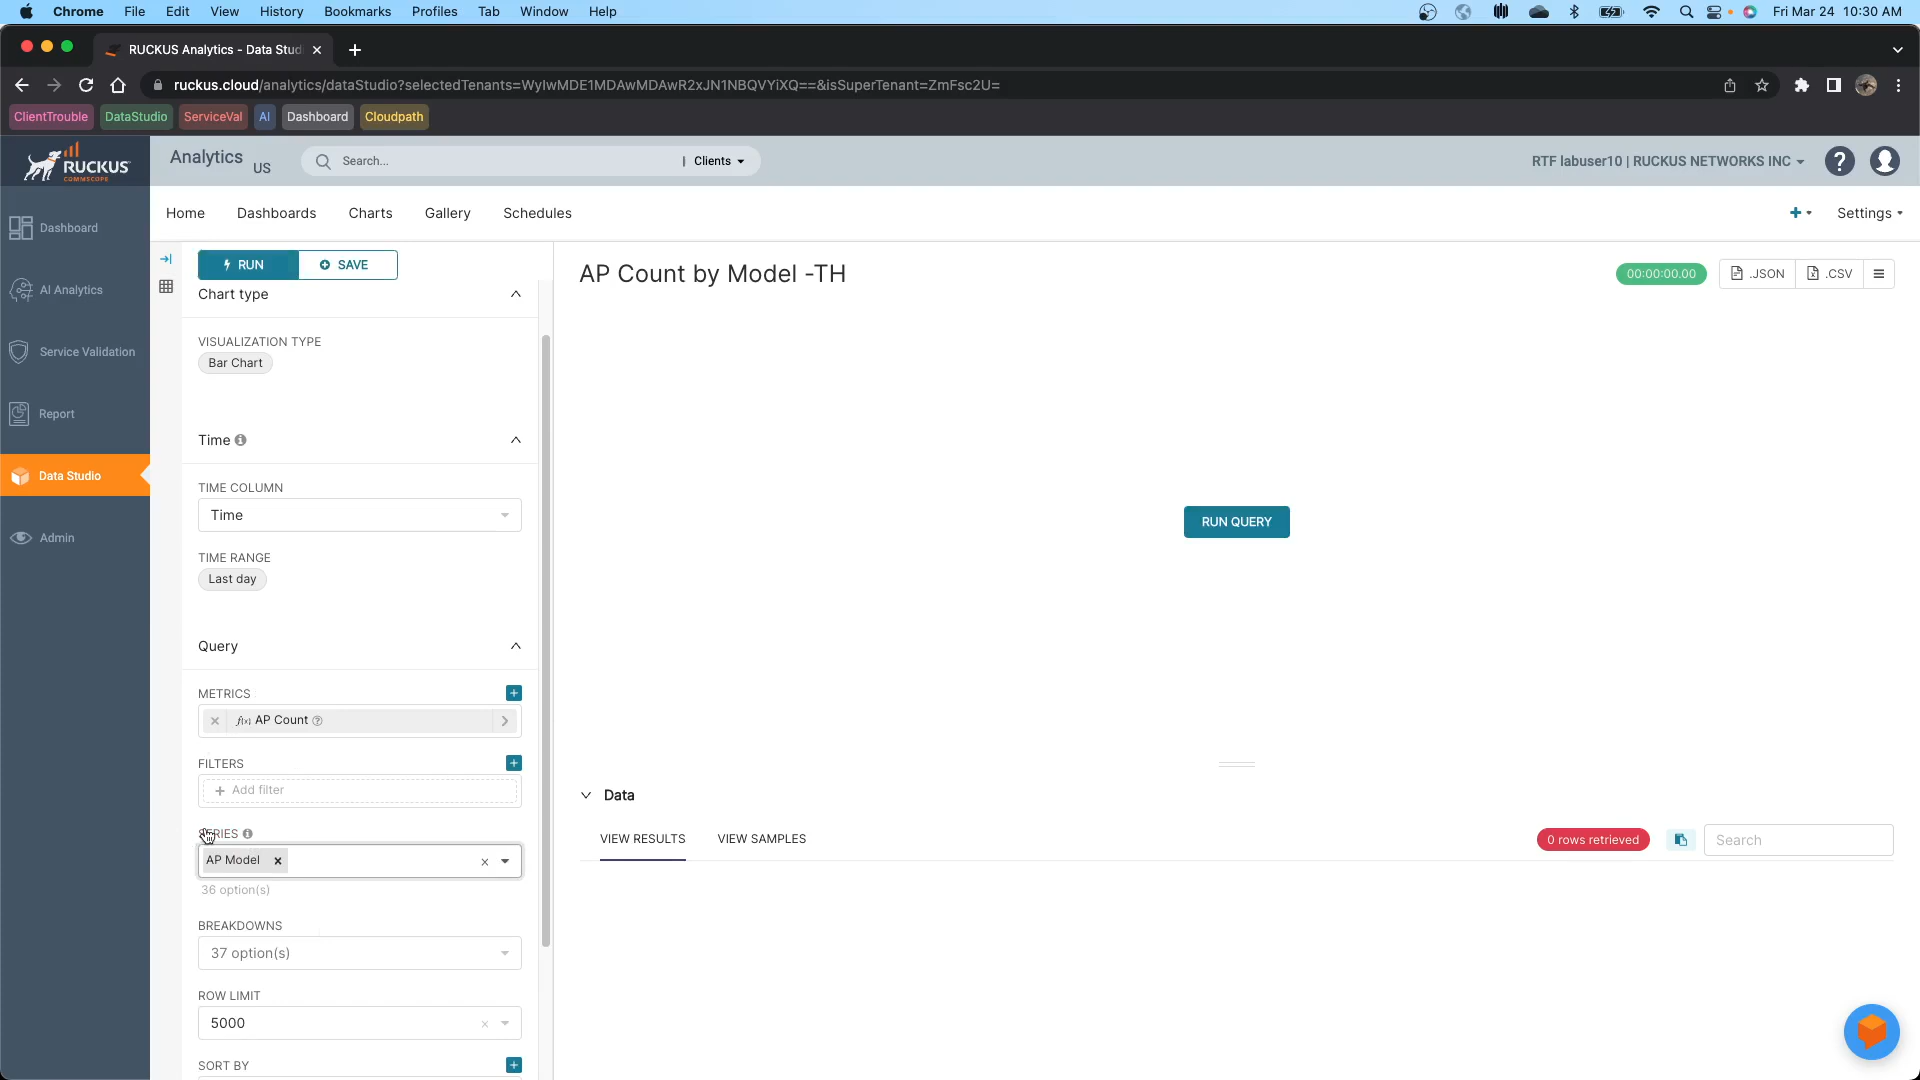 Chrome File Edit View History Bookmarks Profiles Tab Window Help Fri Mar 24 10:30 AM
RUCKUS Analytics - Data Stud
ruckus.cloud/analytics/dataStudio?selectedTenants=WyIwMDE1MDAwMDAwR2xJN1NBQVYiXQ==&isSuperTenant=ZmFsc2U=
ClientTrouble DataStudio ServiceVal AI Dashboard Cloudpath
RUCKUS
COMMSCOPE
Analytics US Search... Clients RTF labuser10 | RUCKUS NETWORKS INC ?
Home Dashboards Charts Gallery Schedules + Settings
Dashboard
AI Analytics
Service Validation
Report
Data Studio
Admin
RUN SAVE
Chart type
VISUALIZATION TYPE
Bar Chart
Time
TIME COLUMN
Time
TIME RANGE
Last day
Query
METRICS
f(x) AP Count
FILTERS
+ Add filter
SERIES
AP Model
36 option(s)
BREAKDOWNS
37 option(s)
ROW LIMIT
5000
SORT BY
AP Count by Model -TH
00:00:00.00 .JSON .CSV
RUN QUERY
Data
VIEW RESULTS VIEW SAMPLES 0 rows retrieved Search